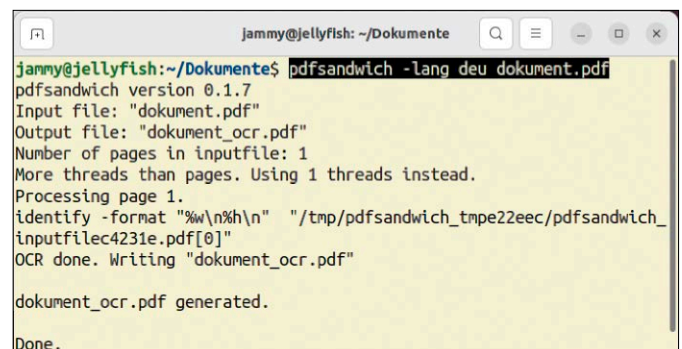 jammy@jellyfish: ~/Dokumente
jammy@jellyfish:~/Dokumente$ pdfsandwich -lang deu dokument.pdf
pdfsandwich version 0.1.7
Input file: "dokument.pdf"
Output file: "dokument_ocr.pdf"
Number of pages in inputfile: 1
More threads than pages. Using 1 threads instead.
Processing page 1.
identify -format "%w\n%h\n"  "/tmp/pdfsandwich_tmpe22eec/pdfsandwich_
inputfilec4231e.pdf[0]"
OCR done. Writing "dokument_ocr.pdf"
dokument_ocr.pdf generated.
Done.